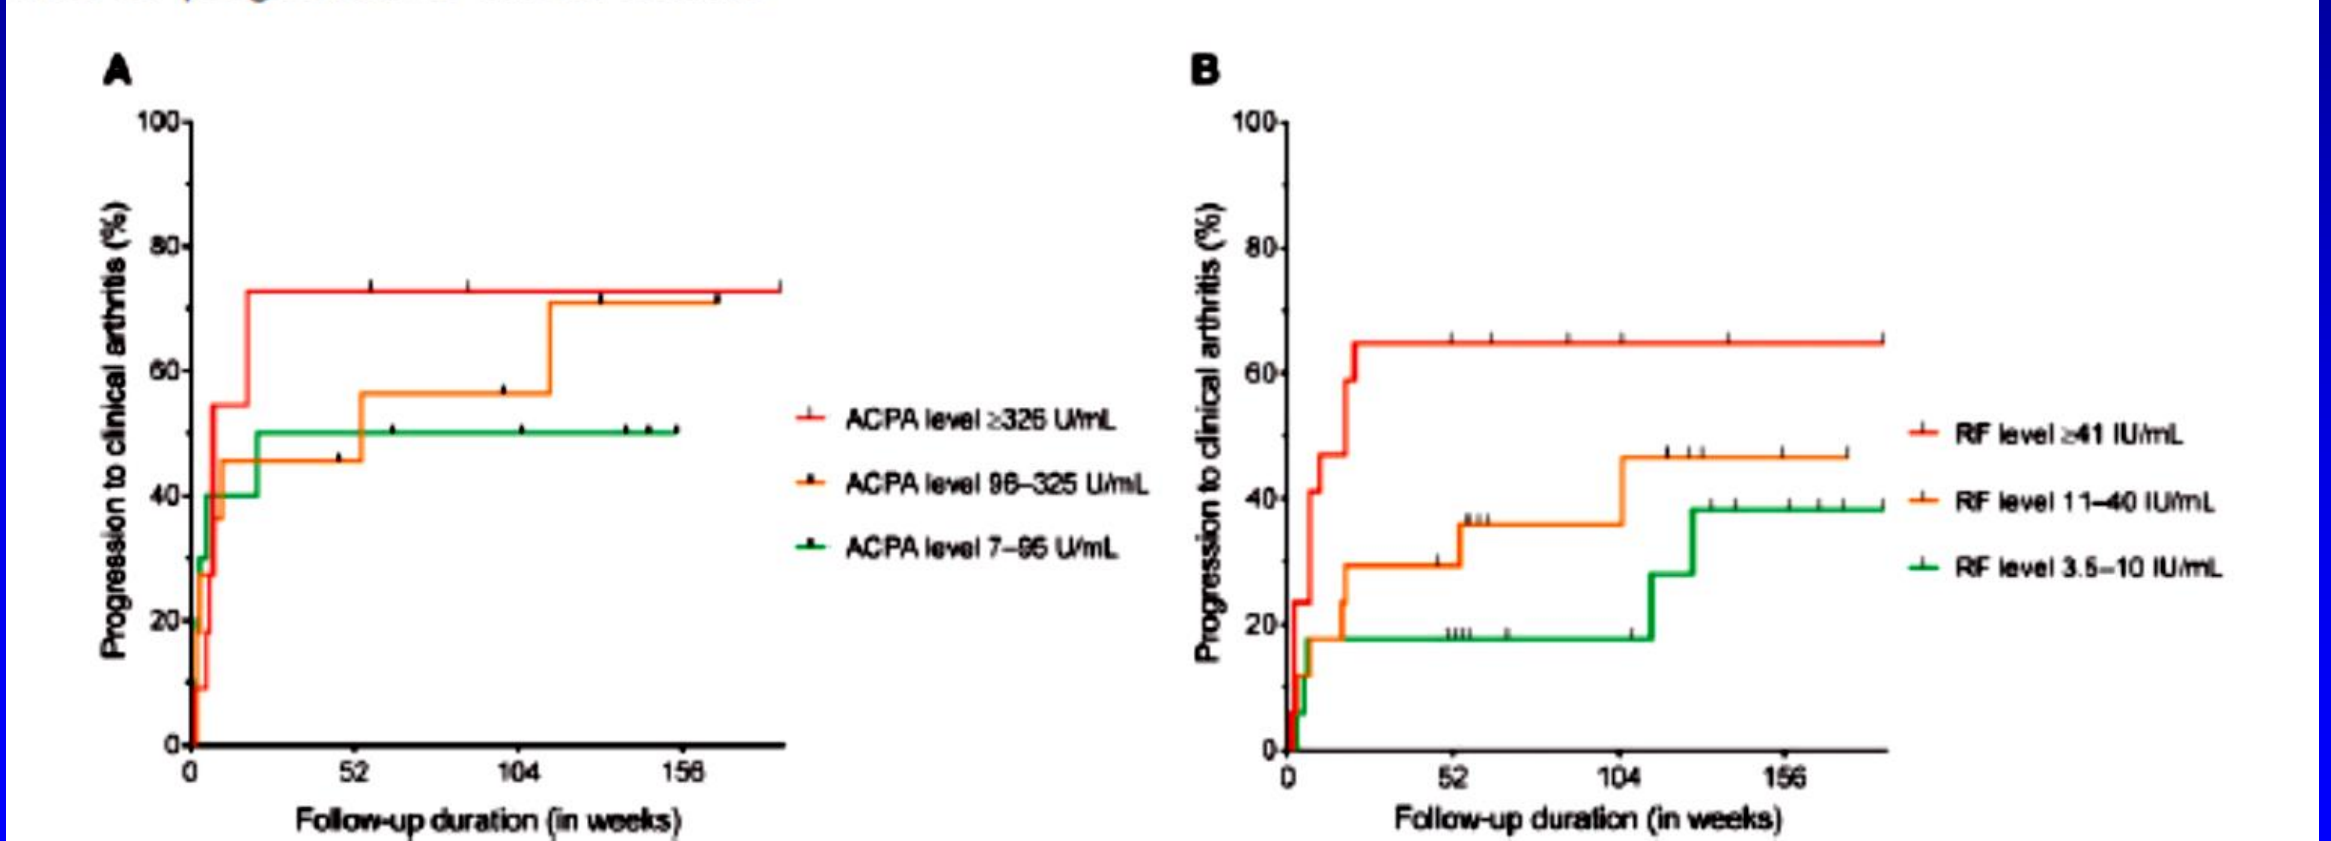 A
100
80
60
40
20
0
0 52 104 156
Progression to clinical arthritis (%)
Follow-up duration (in weeks)
ACPA level ≥326 U/mL
ACPA level 96–325 U/mL
ACPA level 7–95 U/mL
B
100
80
60
40
20
0
0 52 104 156
Progression to clinical arthritis (%)
Follow-up duration (in weeks)
RF level ≥41 IU/mL
RF level 11–40 IU/mL
RF level 3.5–10 IU/mL